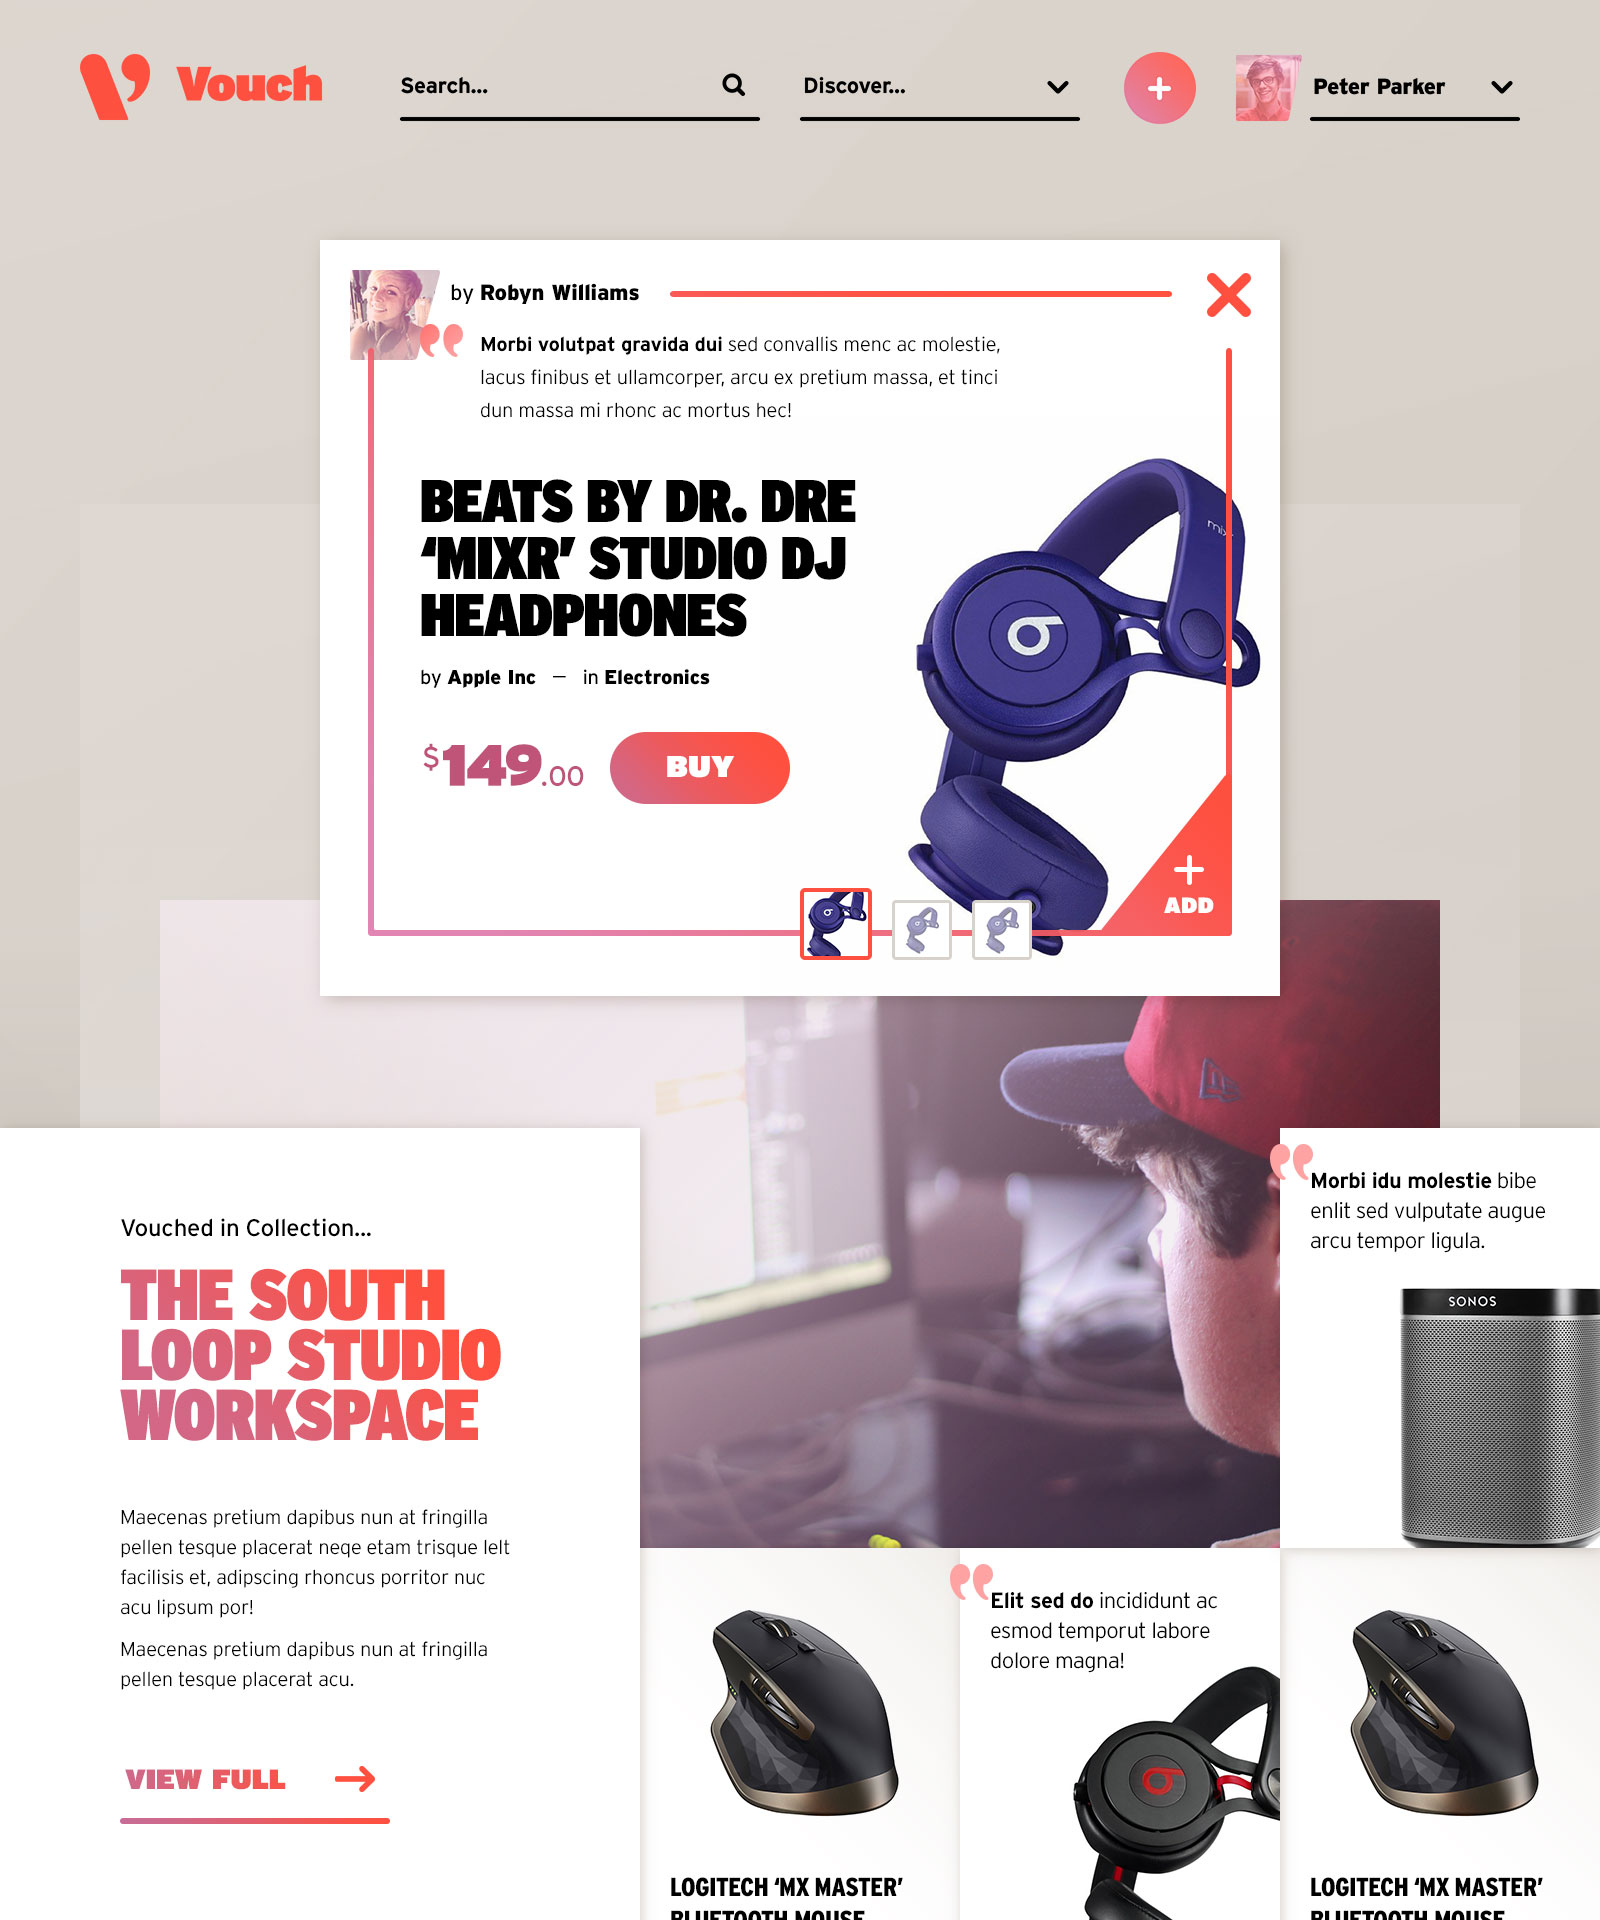 Vouch
Search...
Discover...
Peter Parker
by Robyn Williams
Morbi volutpat gravida dui sed convallis menc ac molestie,
lacus finibus et ullamcorper, arcu ex pretium massa, et tinci
dun massa mi rhonc ac mortus hec!
BEATS BY DR. DRE
‘MIXR’ STUDIO DJ
HEADPHONES
by Apple Inc — in Electronics
$149.00
BUY
ADD
Vouched in Collection...
THE SOUTH
LOOP STUDIO
WORKSPACE
Maecenas pretium dapibus nun at fringilla
pellen tesque placerat neqe etam trisque lelt
facilisis et, adipscing rhoncus porritor nuc
acu lipsum por!
Maecenas pretium dapibus nun at fringilla
pellen tesque placerat acu.
VIEW FULL
Morbi idu molestie bibe
enlit sed vulputate augue
arcu tempor ligula.
SONOS
LOGITECH ‘MX MASTER’
BLUETOOTH MOUSE
Elit sed do incididunt ac
esmod temporut labore
dolore magna!
LOGITECH ‘MX MASTER’
BLUETOOTH MOUSE